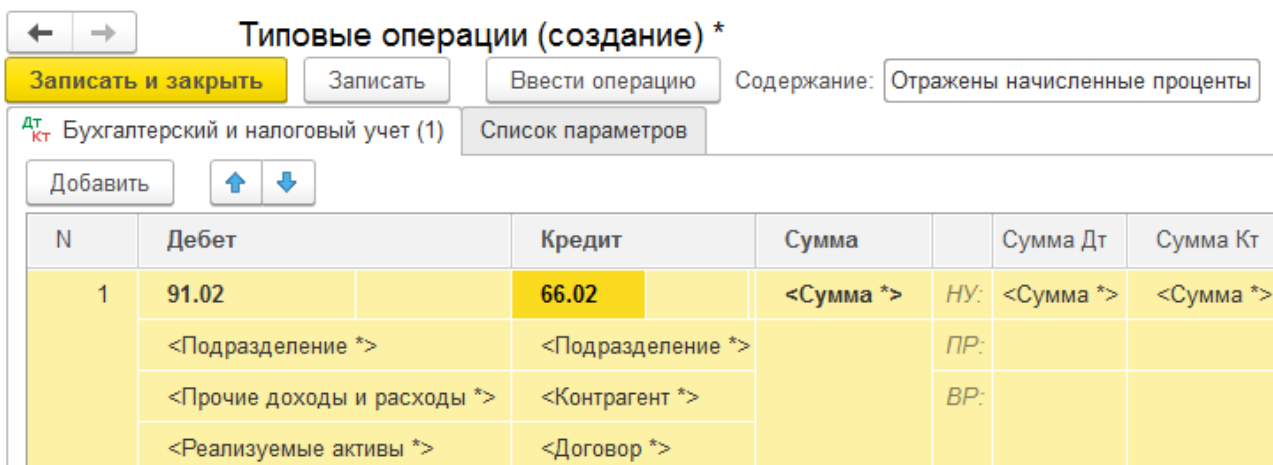 Типовые операции (создание) *
Записать и закрыть Записать Ввести операцию Содержание: Отражены начисленные проценты
Дт Кт Бухгалтерский и налоговый учет (1) Список параметров
Добавить
N Дебет Кредит Сумма Сумма Дт Сумма Кт
1 91.02 66.02 <Сумма *> НУ: <Сумма *> <Сумма *>
<Подразделение *> <Подразделение *> ПР:
<Прочие доходы и расходы *> <Контрагент *> ВР:
<Реализуемые активы *> <Договор *>